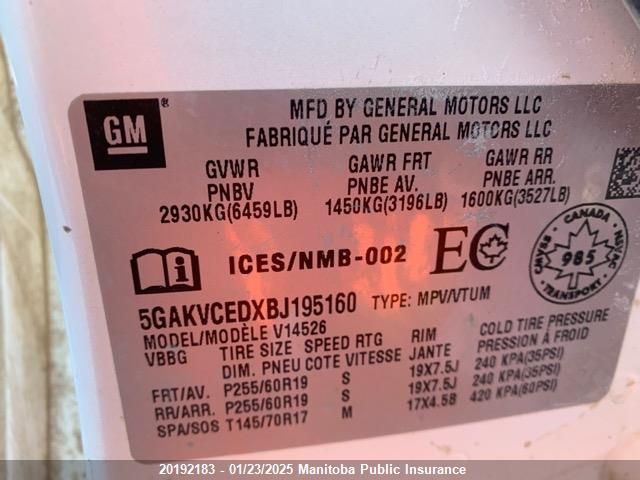 GM ®
MFD BY GENERAL MOTORS LLC
FABRIQUÉ PAR GENERAL MOTORS LLC
GVWR GAWR FRT GAWR RR
PNBV PNBE AV. PNBE ARR.
2930KG(6459LB) 1450KG(3196LB) 1600KG(3527LB)
i ICES/NMB-002 EC
CANADA
985
TRANSPORT
5GAKVCEDXBJ195160 TYPE: MPV/VTUM
MODEL/MODÈLE V14526
VBBG TIRE SIZE SPEED RTG RIM COLD TIRE PRESSURE
DIM. PNEU COTE VITESSE JANTE PRESSION À FROID
FRT/AV. P255/60R19 S 19X7.5J 240 KPA(35PSI)
RR/ARR. P255/60R19 S 19X7.5J 240 KPA(35PSI)
SPA/SOS T145/70R17 M 17X4.5B 420 KPA(60PSI)
20192183 - 01/23/2025 Manitoba Public Insurance